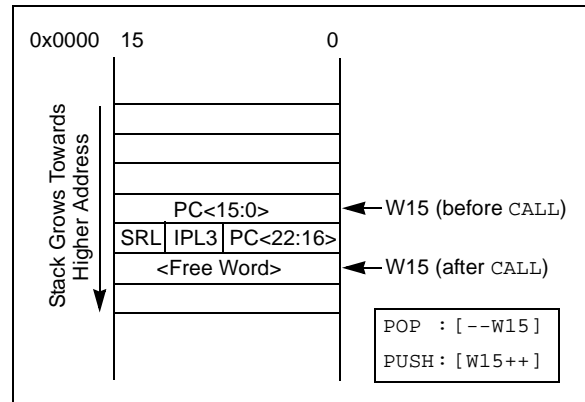 0x0000 15 0
Stack Grows Towards
Higher Address
PC<15:0>
W15 (before CALL)
SRL IPL3 PC<22:16>
<Free Word>
W15 (after CALL)
POP : [--W15]
PUSH: [W15++]